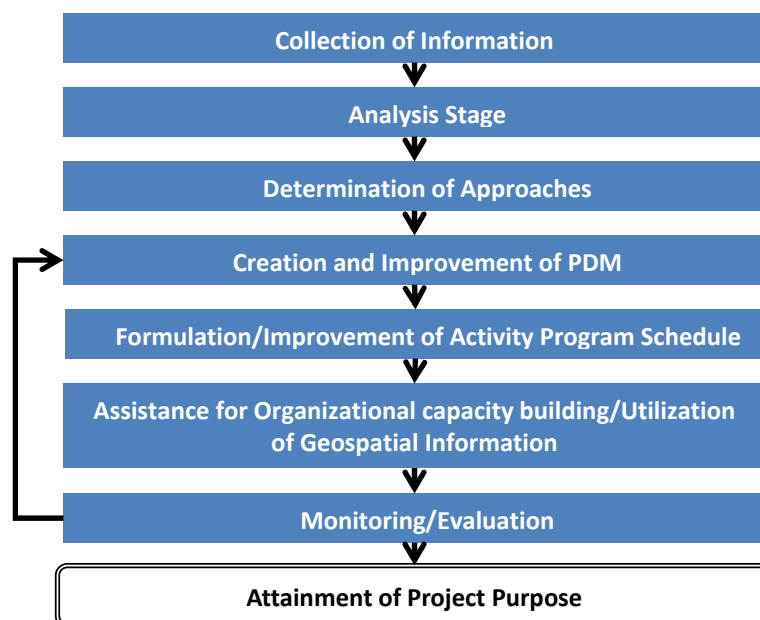 Collection of Information
Analysis Stage
Determination of Approaches
Creation and Improvement of PDM
Formulation/Improvement of Activity Program Schedule
Assistance for Organizational capacity building/Utilization
of Geospatial Information
Monitoring/Evaluation
Attainment of Project Purpose